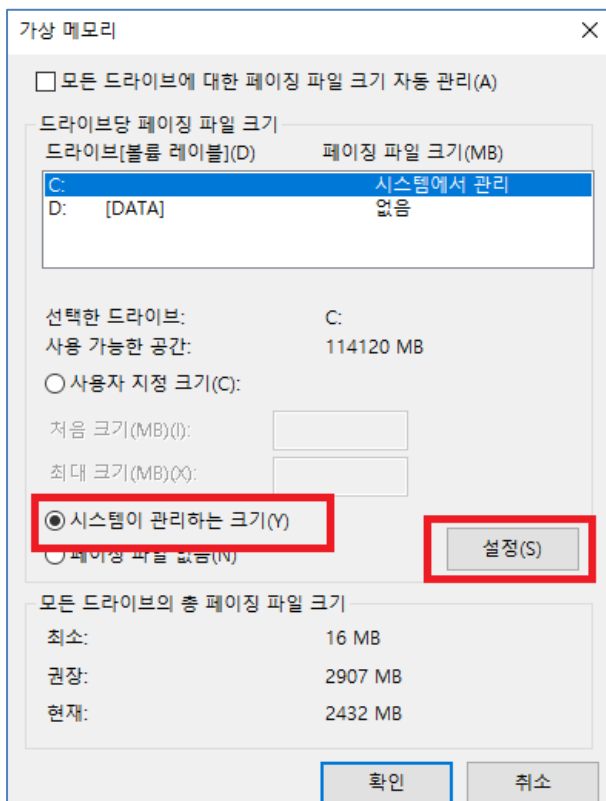 가상 메모리
모든 드라이브에 대한 페이징 파일 크기 자동 관리(A)
드라이브당 페이징 파일 크기
드라이브[볼륨 레이블](D) 페이징 파일 크기(MB)
C: 시스템에서 관리
D: [DATA] 없음
선택한 드라이브: C:
사용 가능한 공간: 114120 MB
사용자 지정 크기(C):
처음 크기(MB)(I):
최대 크기(MB)(X):
시스템이 관리하는 크기(Y)
페이징 파일 없음(N) 설정(S)
모든 드라이브의 총 페이징 파일 크기
최소: 16 MB
권장: 2907 MB
현재: 2432 MB
확인 취소